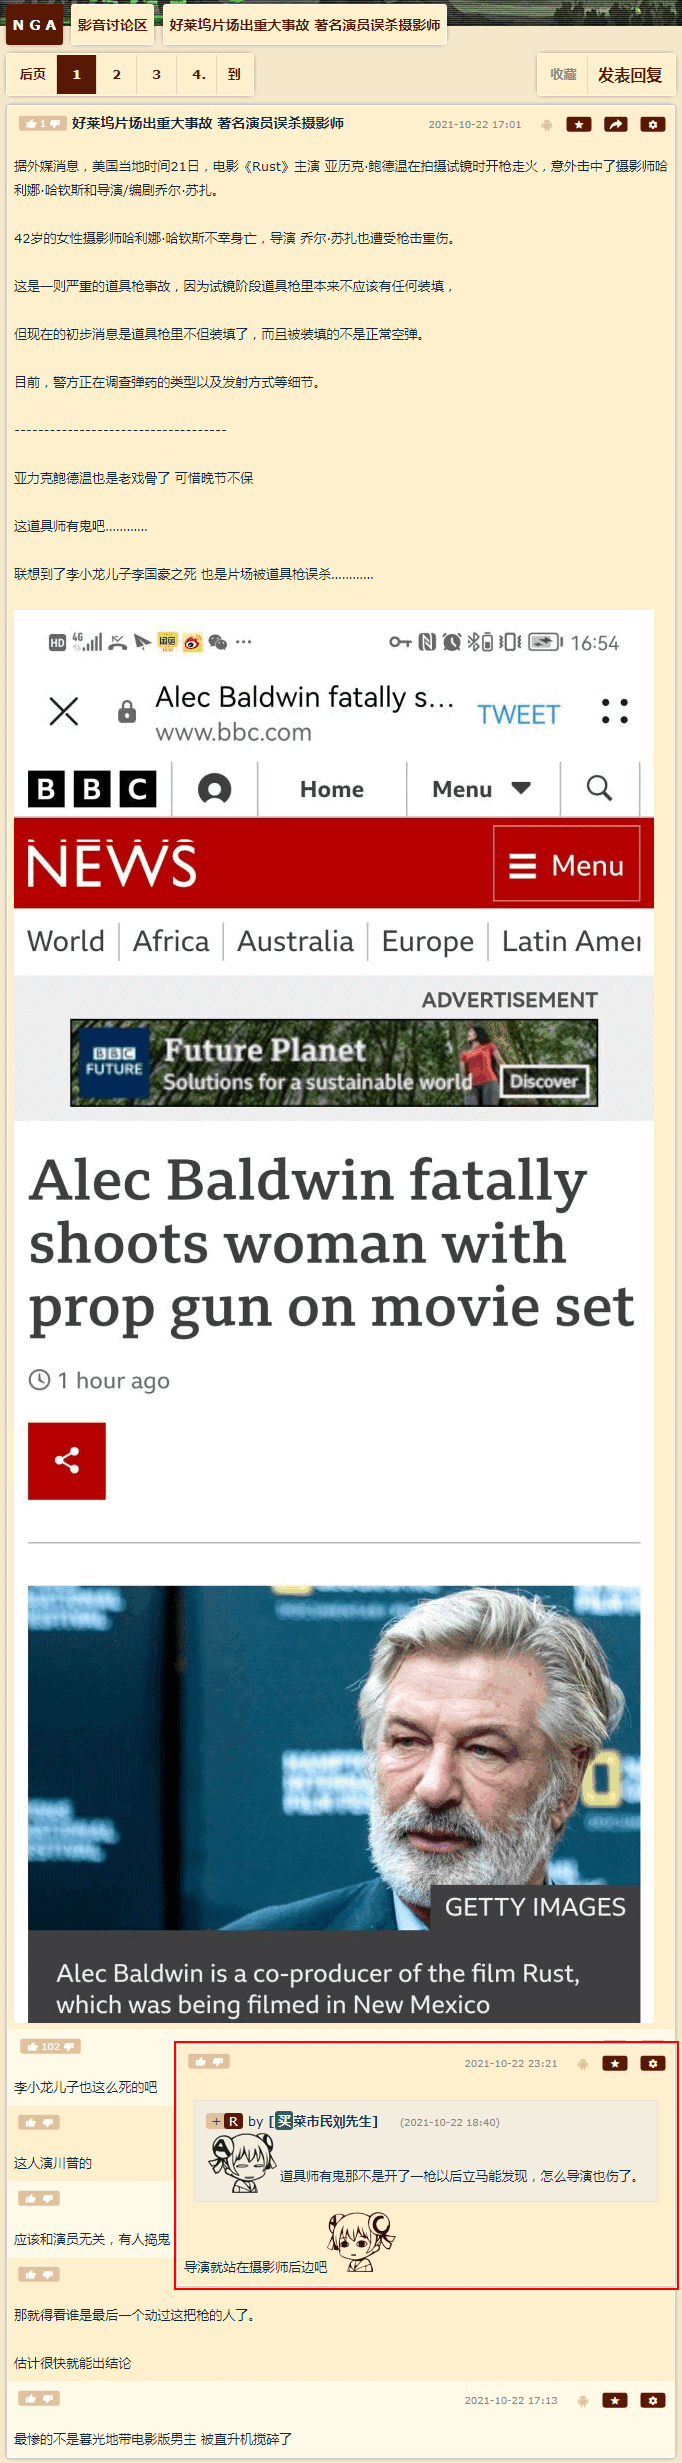 NGA 影音讨论区 好莱坞片场出重大事故 著名演员误杀摄影师
后页 1 2 3 4. 到 收藏 发表回复
1 好莱坞片场出重大事故 著名演员误杀摄影师 2021-10-22 17:01
据外媒消息，美国当地时间21日，电影《Rust》主演 亚历克·鲍德温在拍摄试镜时开枪走火，意外击中了摄影师哈
利娜·哈钦斯和导演/编剧乔尔·苏扎。
42岁的女性摄影师哈利娜·哈钦斯不幸身亡，导演 乔尔·苏扎也遭受枪击重伤。
这是一则严重的道具枪事故，因为试镜阶段道具枪里本来不应该有任何装填，
但现在的初步消息是道具枪里不但装填了，而且被装填的不是正常空弹。
目前，警方正在调查弹药的类型以及发射方式等细节。
------------------------------------
亚力克鲍德温也是老戏骨了 可惜晚节不保
这道具师有鬼吧…………
联想到了李小龙儿子李国豪之死 也是片场被道具枪误杀…………
HD 4G 闲鱼 ··· 16:54
Alec Baldwin fatally s... TWEET
www.bbc.com
BBC Home Menu
NEWS Menu
World Africa Australia Europe Latin Amer
ADVERTISEMENT
BBC FUTURE Future Planet
Solutions for a sustainable world Discover
Alec Baldwin fatally
shoots woman with
prop gun on movie set
1 hour ago
GETTY IMAGES
Alec Baldwin is a co-producer of the film Rust,
which was being filmed in New Mexico
102
李小龙儿子也这么死的吧
这人演川普的
应该和演员无关，有人捣鬼
2021-10-22 23:21
+ R by [买菜市民刘先生] (2021-10-22 18:40)
道具师有鬼那不是开了一枪以后立马能发现，怎么导演也伤了。
导演就站在摄影师后边吧
那就得看谁是最后一个动过这把枪的人了。
估计很快就能出结论
2021-10-22 17:13
最惨的不是暮光地带电影版男主 被直升机搅碎了